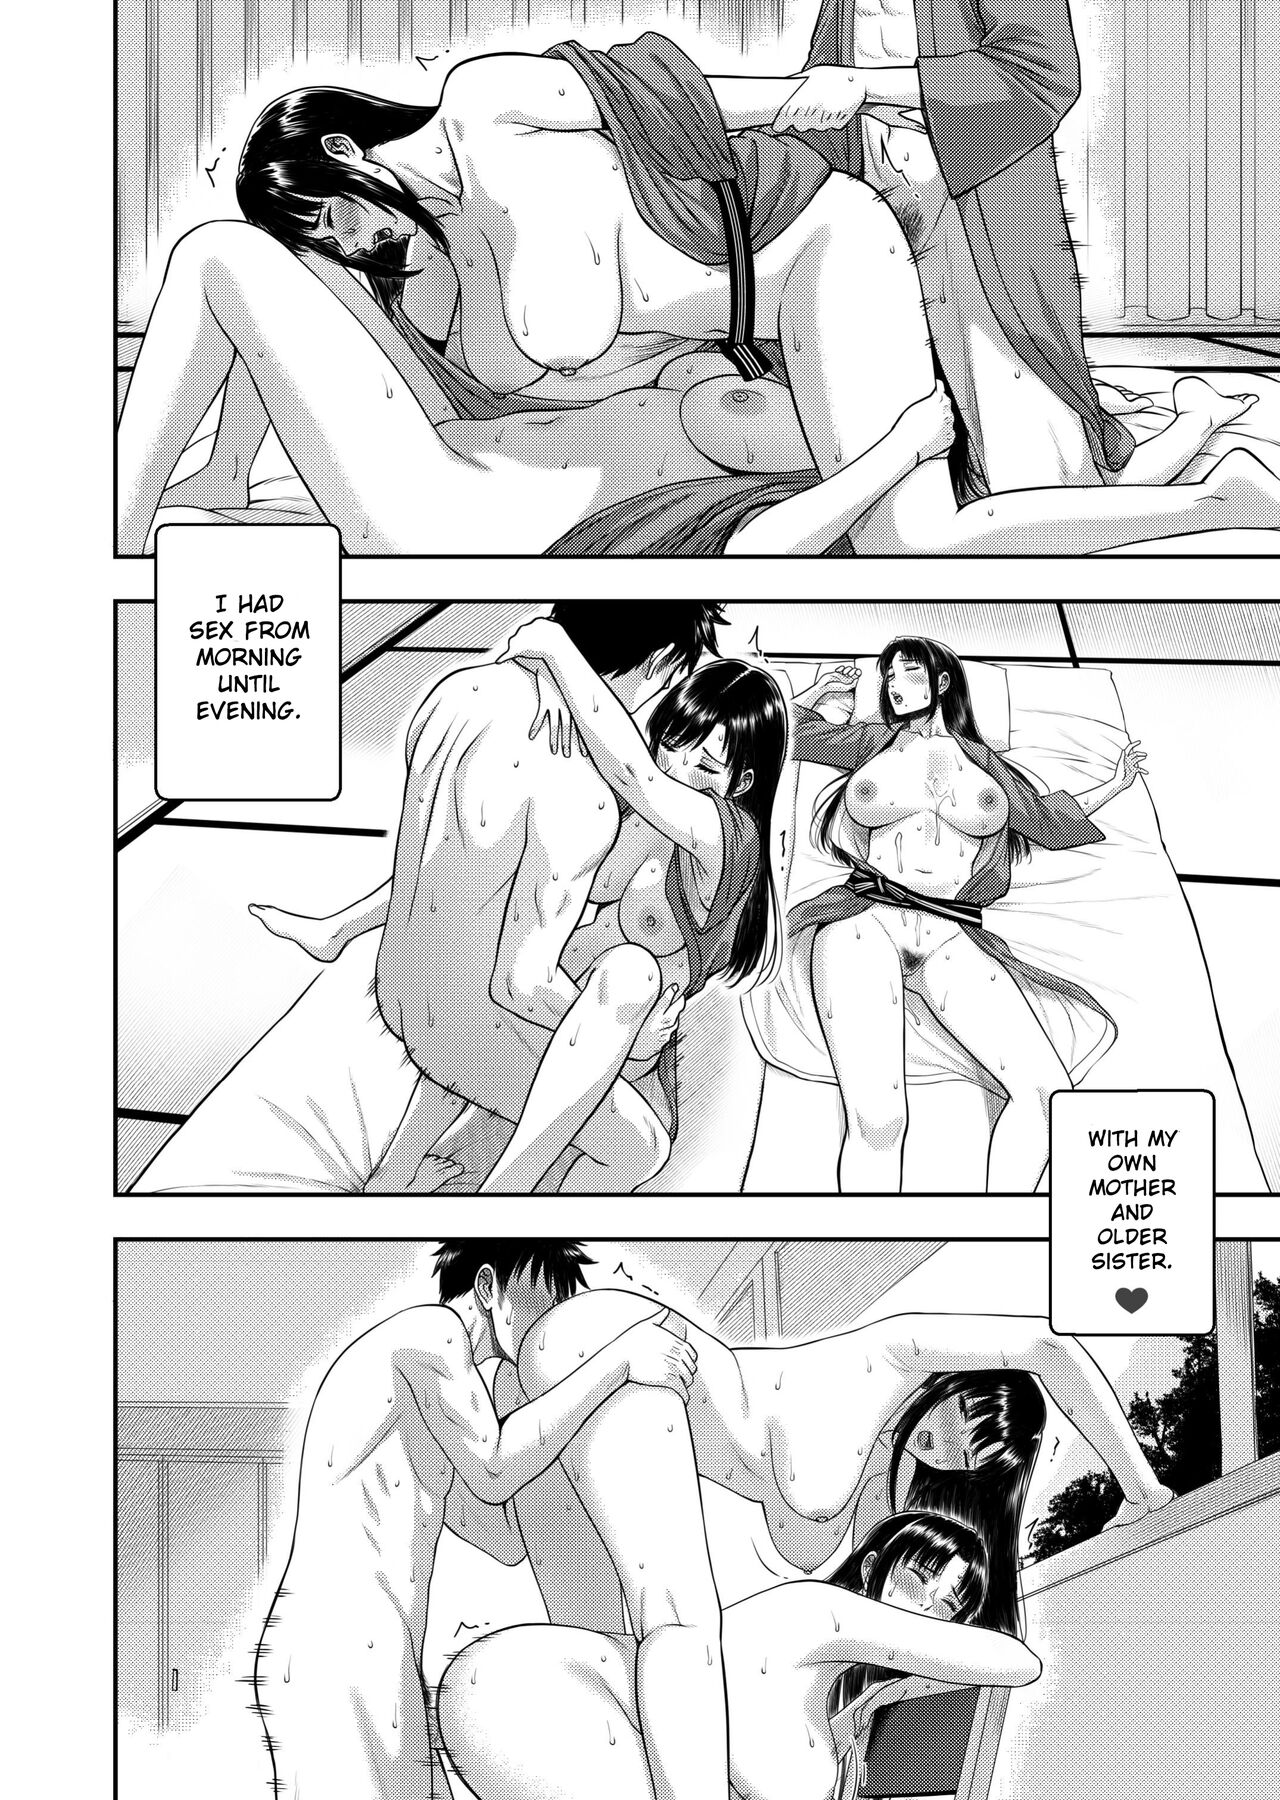 I HAD
SEX FROM
MORNING
UNTIL
EVENING.
WITH MY
OWN
MOTHER
AND
OLDER
SISTER.
♥